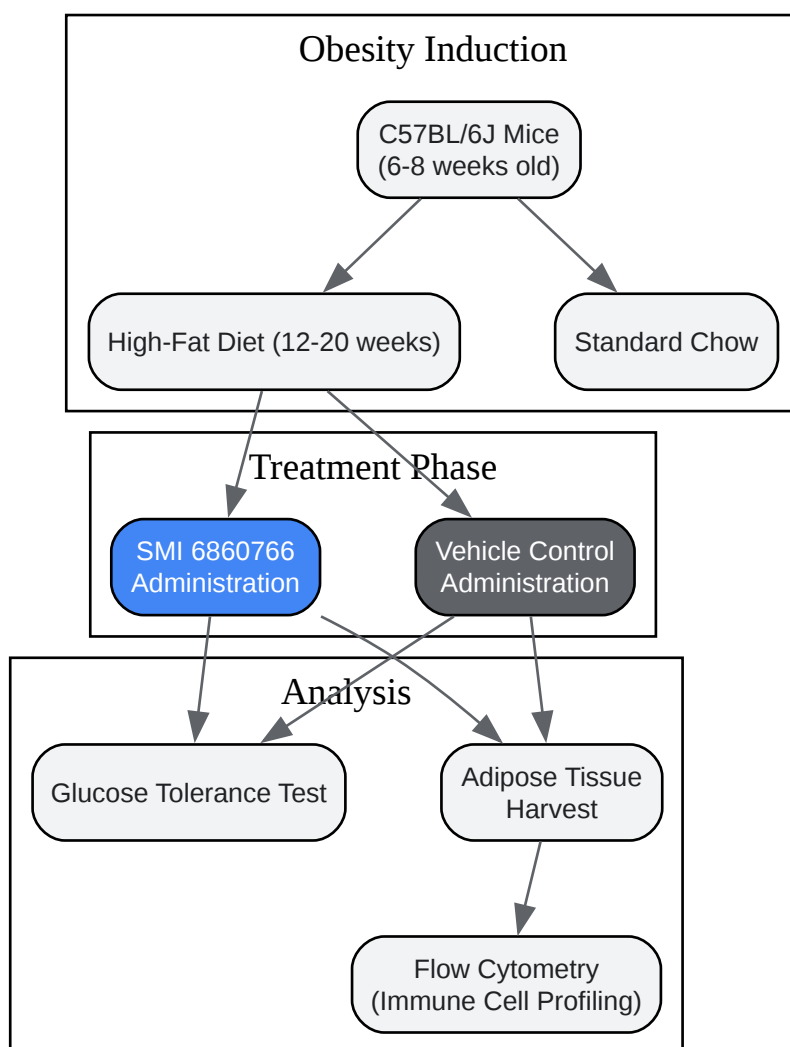 Obesity Induction
C57BL/6J Mice
(6-8 weeks old)
High-Fat Diet (12-20 weeks)
Standard Chow
Treatment Phase
SMI 6860766
Administration
Vehicle Control
Administration
Analysis
Glucose Tolerance Test
Adipose Tissue
Harvest
Flow Cytometry
(Immune Cell Profiling)